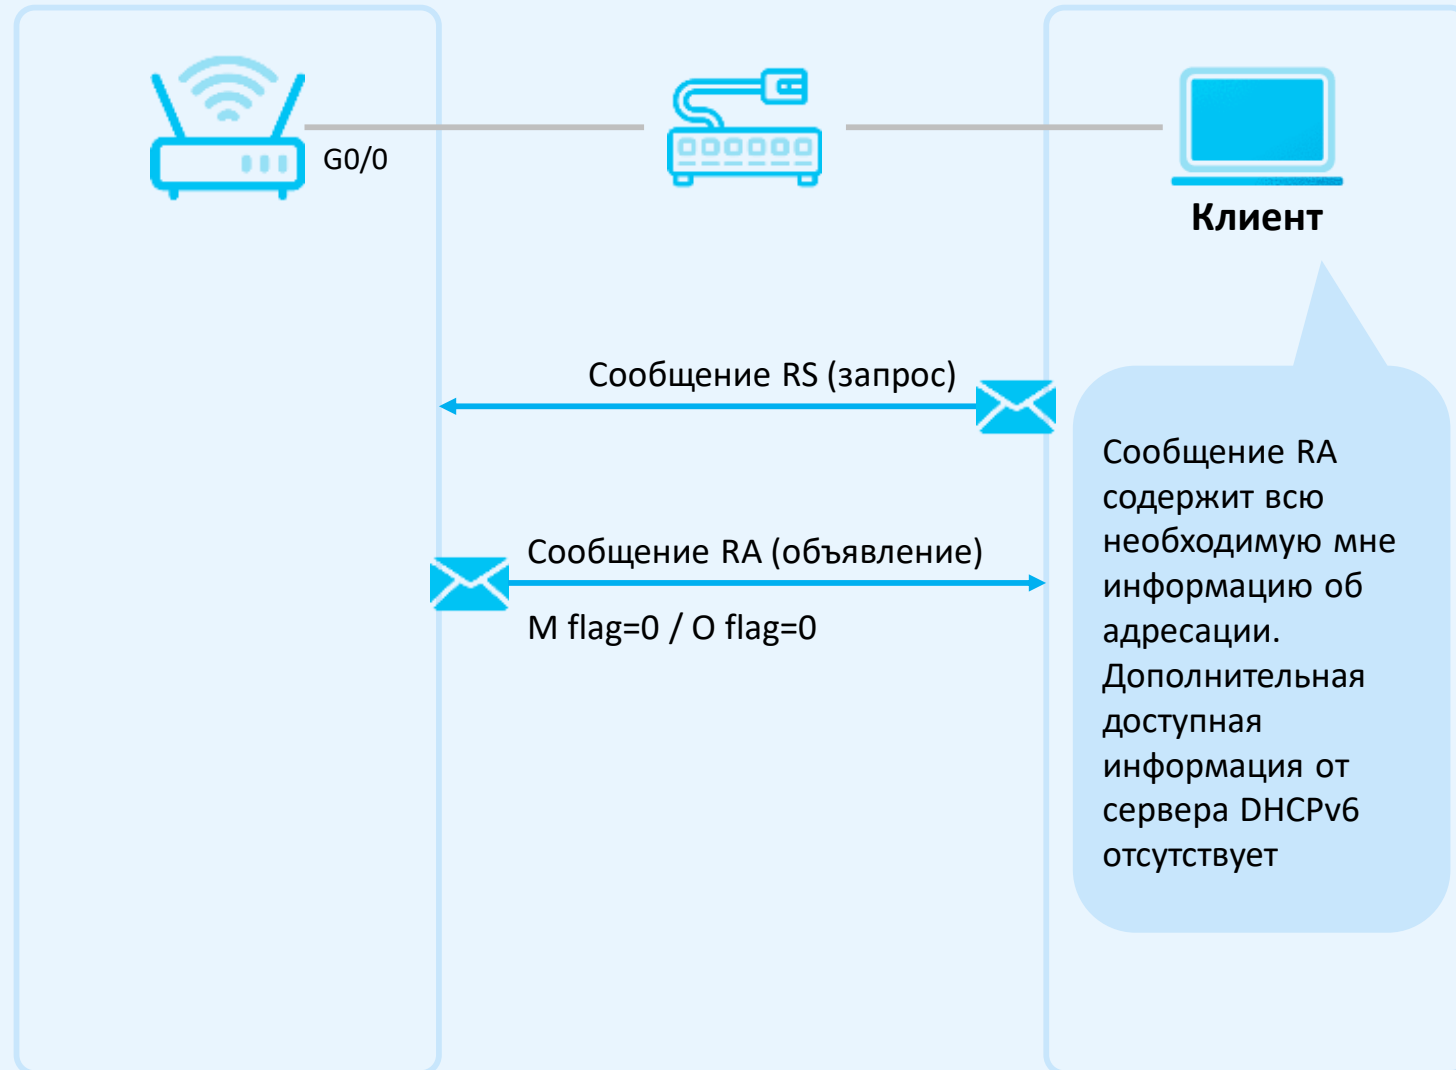 G0/0
Клиент
Сообщение RS (запрос)
Сообщение RA (объявление)
M flag=0 / O flag=0
Сообщение RA
содержит всю
необходимую мне
информацию об
адресации.
Дополнительная
доступная
информация от
сервера DHCPv6
отсутствует